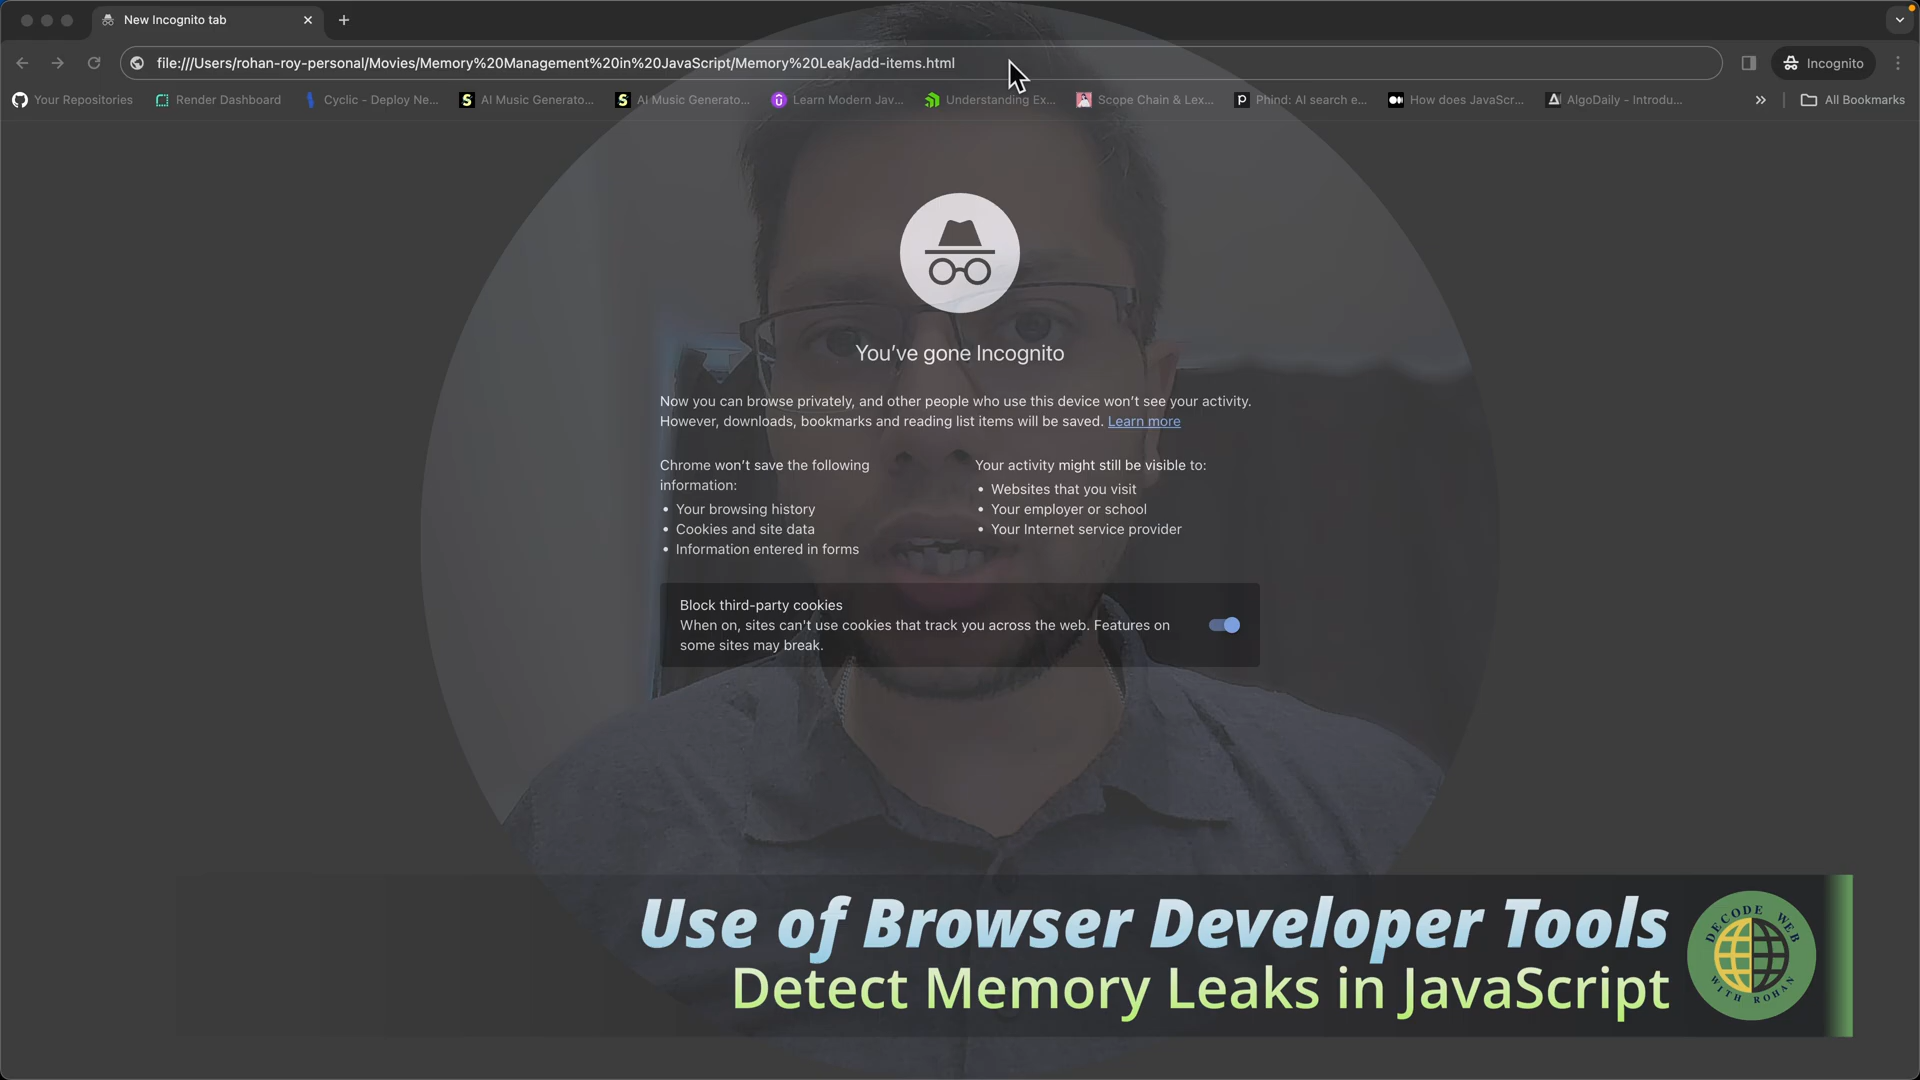 New Incognito tab
file:///Users/rohan-roy-personal/Movies/Memory%20Management%20in%20JavaScript/Memory%20Leak/add-items.html
Incognito
Your Repositories
Render Dashboard
Cyclic - Deploy Ne...
AI Music Generato...
AI Music Generato...
Learn Modern Jav...
Understanding Ex...
Scope Chain & Lex...
Phind: AI search e...
How does JavaScr...
AlgoDaily - Introdu...
All Bookmarks
You've gone Incognito
Now you can browse privately, and other people who use this device won't see your activity.
However, downloads, bookmarks and reading list items will be saved. Learn more
Chrome won't save the following
information:
• Your browsing history
• Cookies and site data
• Information entered in forms
Your activity might still be visible to:
• Websites that you visit
• Your employer or school
• Your Internet service provider
Block third-party cookies
When on, sites can't use cookies that track you across the web. Features on
some sites may break.
Use of Browser Developer Tools
Detect Memory Leaks in JavaScript
DECODE WEB
WITH ROHAN